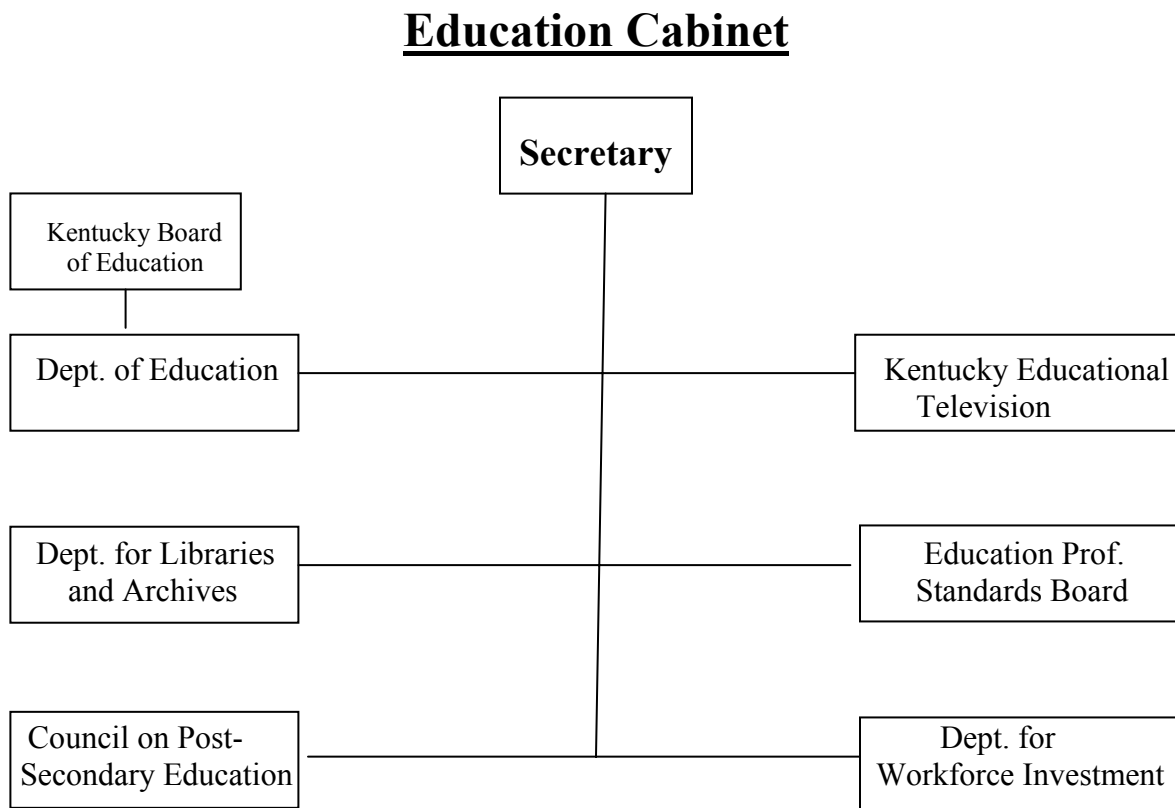 Education Cabinet
Secretary
Kentucky Board
of Education
Dept. of Education
Kentucky Educational
Television
Dept. for Libraries
and Archives
Education Prof.
Standards Board
Council on Post-
Secondary Education
Dept. for
Workforce Investment